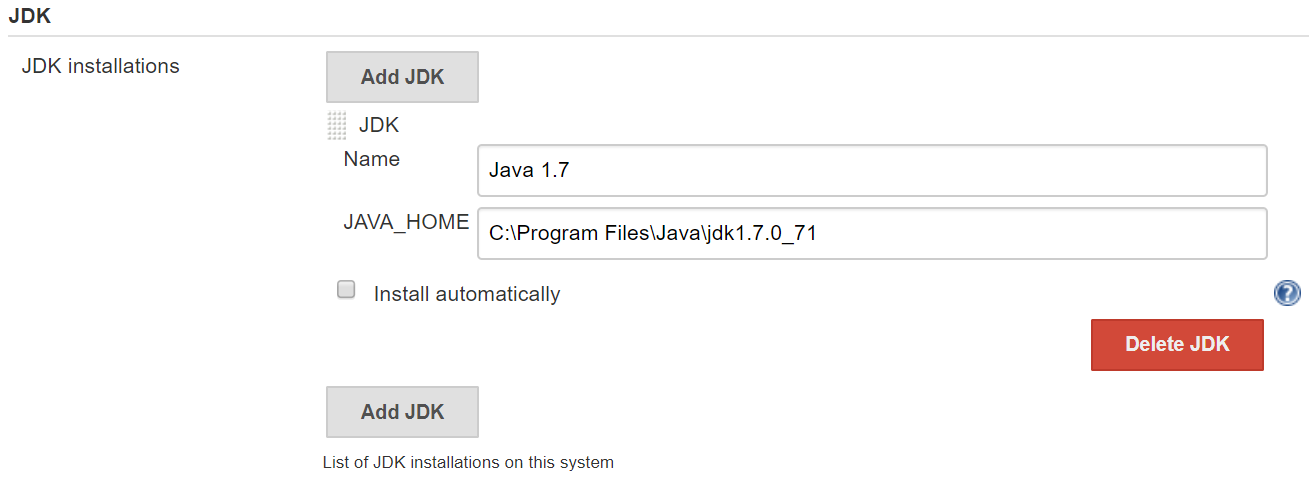 JDK
JDK installations
Add JDK
JDK
Name
Java 1.7
JAVA_HOME
C:\Program Files\Java\jdk1.7.0_71
Install automatically
?
Delete JDK
Add JDK
List of JDK installations on this system